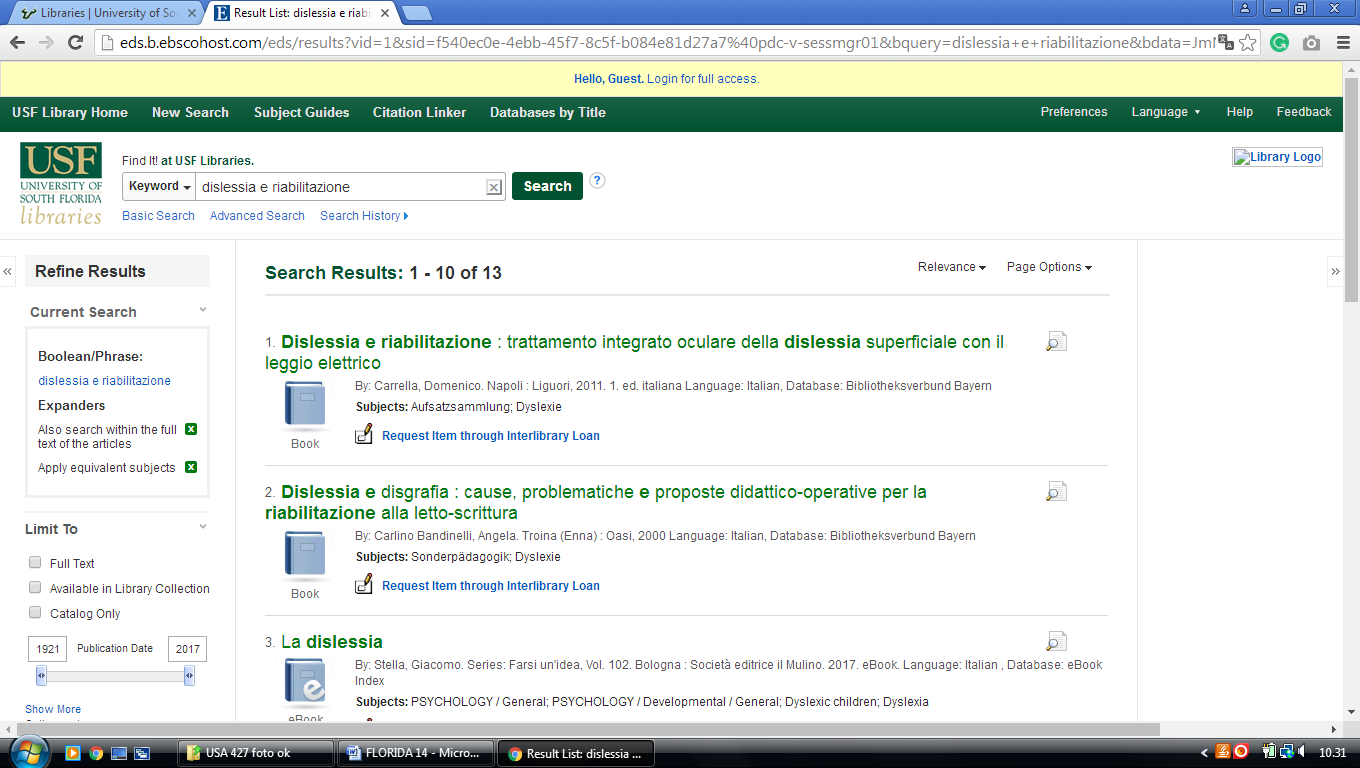 Libraries | University of So
Result List: dislessia e riab
eds.b.ebscohost.com/eds/results?vid=1&sid=f540ec0e-4ebb-45f7-8c5f-b084e81d27a7%40pdc-v-sessmgr01&bquery=dislessia+e+riabilitazione&bdata=JmN
Hello, Guest. Login for full access.
USF Library Home New Search Subject Guides Citation Linker Databases by Title Preferences Language Help Feedback
USF
UNIVERSITY OF
SOUTH FLORIDA
libraries
Find It! at USF Libraries.
Library Logo
Keyword dislessia e riabilitazione Search ?
Basic Search Advanced Search Search History
Refine Results
Current Search
Boolean/Phrase:
dislessia e riabilitazione
Expanders
Also search within the full
text of the articles
Apply equivalent subjects
Limit To
Full Text
Available in Library Collection
Catalog Only
1921 Publication Date 2017
Show More
Search Results: 1 - 10 of 13
Relevance Page Options
1. Dislessia e riabilitazione : trattamento integrato oculare della dislessia superficiale con il
leggio elettrico
By: Carrella, Domenico. Napoli : Liguori, 2011. 1. ed. italiana Language: Italian, Database: Bibliotheksverbund Bayern
Subjects: Aufsatzsammlung; Dyslexie
Book
Request Item through Interlibrary Loan
2. Dislessia e disgrafia : cause, problematiche e proposte didattico-operative per la
riabilitazione alla letto-scrittura
By: Carlino Bandinelli, Angela. Troina (Enna) : Oasi, 2000 Language: Italian, Database: Bibliotheksverbund Bayern
Subjects: Sonderpädagogik; Dyslexie
Book
Request Item through Interlibrary Loan
3. La dislessia
By: Stella, Giacomo. Series: Farsi un'idea, Vol. 102. Bologna : Società editrice il Mulino. 2017. eBook. Language: Italian , Database: eBook
Index
Subjects: PSYCHOLOGY / General; PSYCHOLOGY / Developmental / General; Dyslexic children; Dyslexia
eBook
USA 427 foto ok
FLORIDA 14 - Micro...
Result List: dislessia ...
10.31